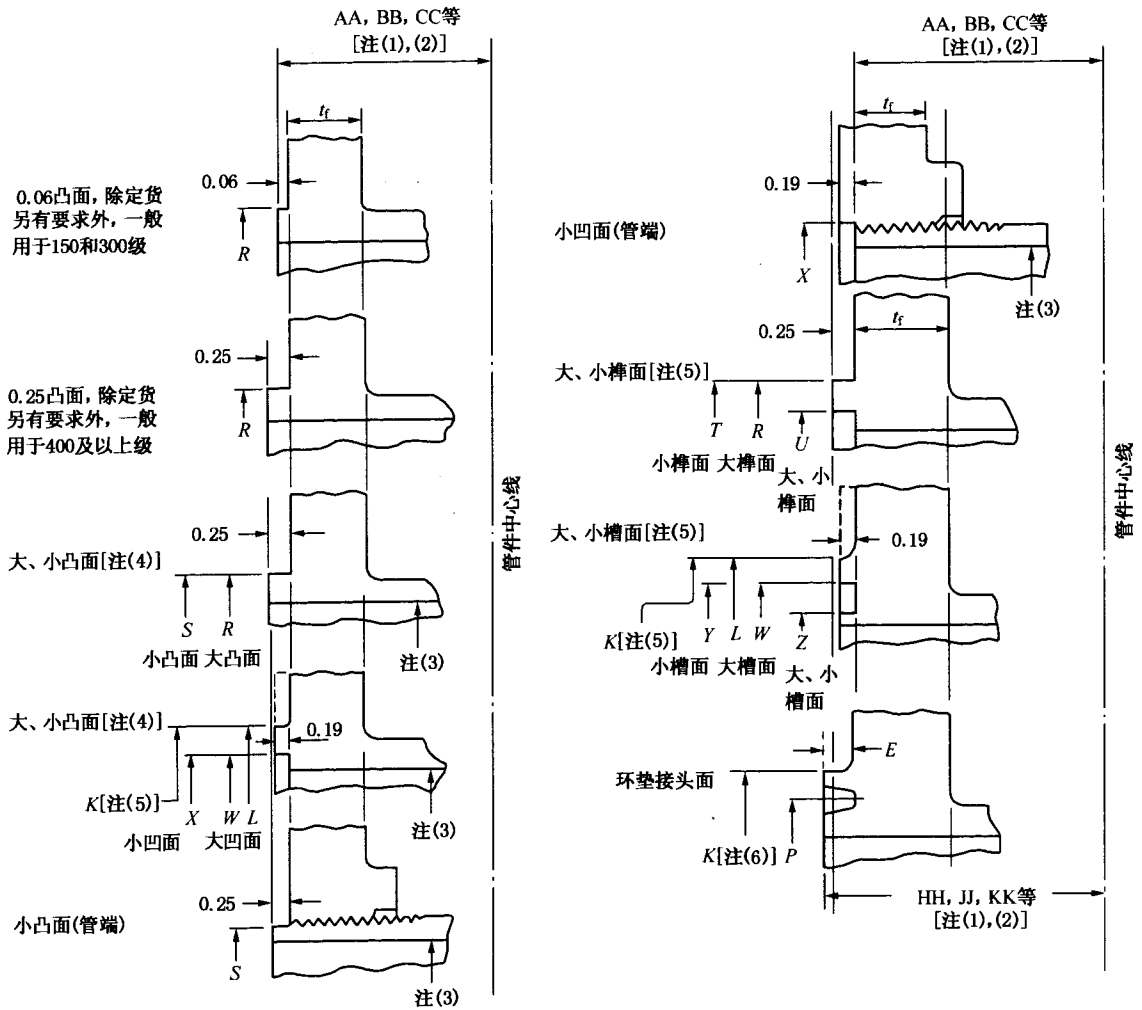 AA, BB, CC等
[注(1),(2)]
t_f
0.06
0.06凸面,除定货
另有要求外,一般
用于150和300级
R
0.25
0.25凸面,除定货
另有要求外,一般
用于400及以上级
R
管件中心线
0.25
大、小凸面[注(4)]
S R
小凸面 大凸面
注(3)
大、小凸面[注(4)]
0.19
K[注(5)] X W L
小凹面 大凹面
注(3)
0.25
小凸面(管端)
S
注(3)
AA, BB, CC等
[注(1),(2)]
t_f
0.19
小凹面(管端)
X
注(3)
0.25
t_f
大、小榫面[注(5)]
T R U
小榫面 大榫面 大、小
榫面
管件中心线
大、小槽面[注(5)]
0.19
K[注(5)] Y L W Z
小槽面 大槽面 大、小
槽面
E
环垫接头面
K[注(6)] P
HH, JJ, KK等
[注(1),(2)]